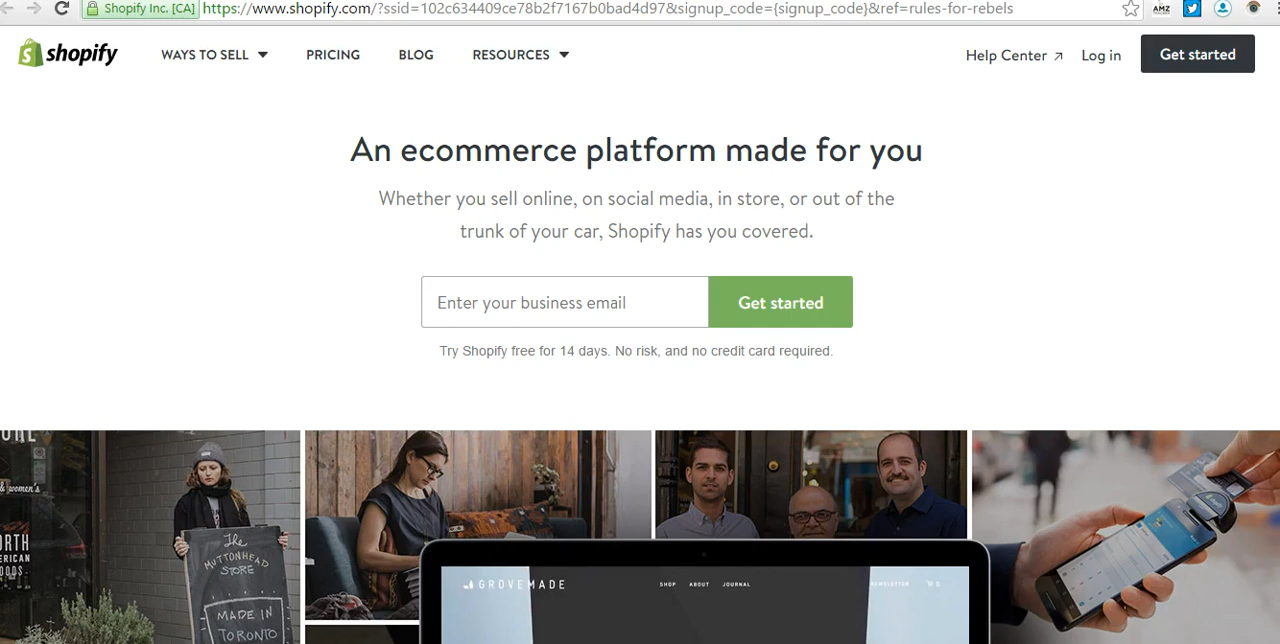 Shopify Inc. [CA] https://www.shopify.com/?ssid=102c634409ce78b2f7167b0bad4d97&signup_code={signup_code}&ref=rules-for-rebels
AMZ
shopify WAYS TO SELL PRICING BLOG RESOURCES Help Center Log in Get started
An ecommerce platform made for you
Whether you sell online, on social media, in store, or out of the
trunk of your car, Shopify has you covered.
Enter your business email Get started
Try Shopify free for 14 days. No risk, and no credit card required.
& women's
The
MUTTONHEAD
STORE
MADE IN
TORONTO
GROVEMADE SHOP ABOUT JOURNAL NEWSLETTER